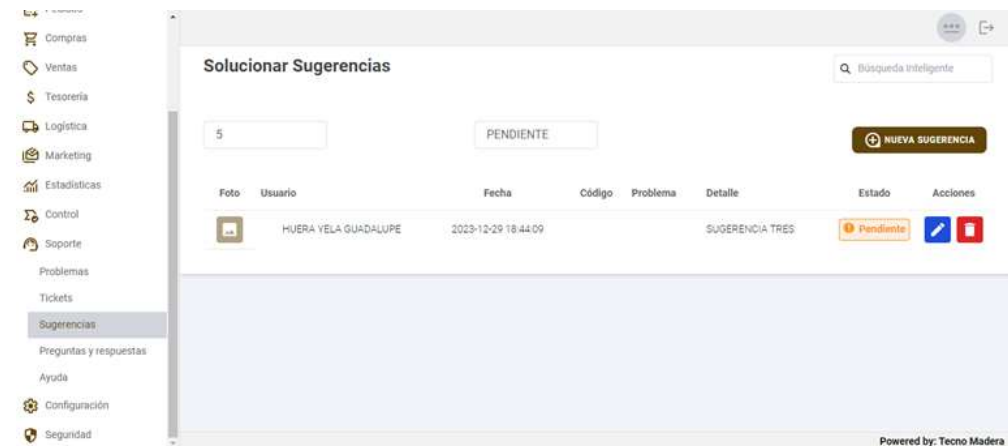 Compras
Ventas
Tesorería
Logística
Marketing
Estadísticas
Control
Soporte
Problemas
Tickets
Sugerencias
Preguntas y respuestas
Ayuda
Configuración
Seguridad
Solucionar Sugerencias
Búsqueda Inteligente
5
PENDIENTE
NUEVA SUGERENCIA
Foto Usuario Fecha Código Problema Detalle Estado Acciones
HUERA VELA GUADALUPE 2023-12-29 18:44:09 SUGERENCIA TRES Pendiente
Powered by: Tecno Madera